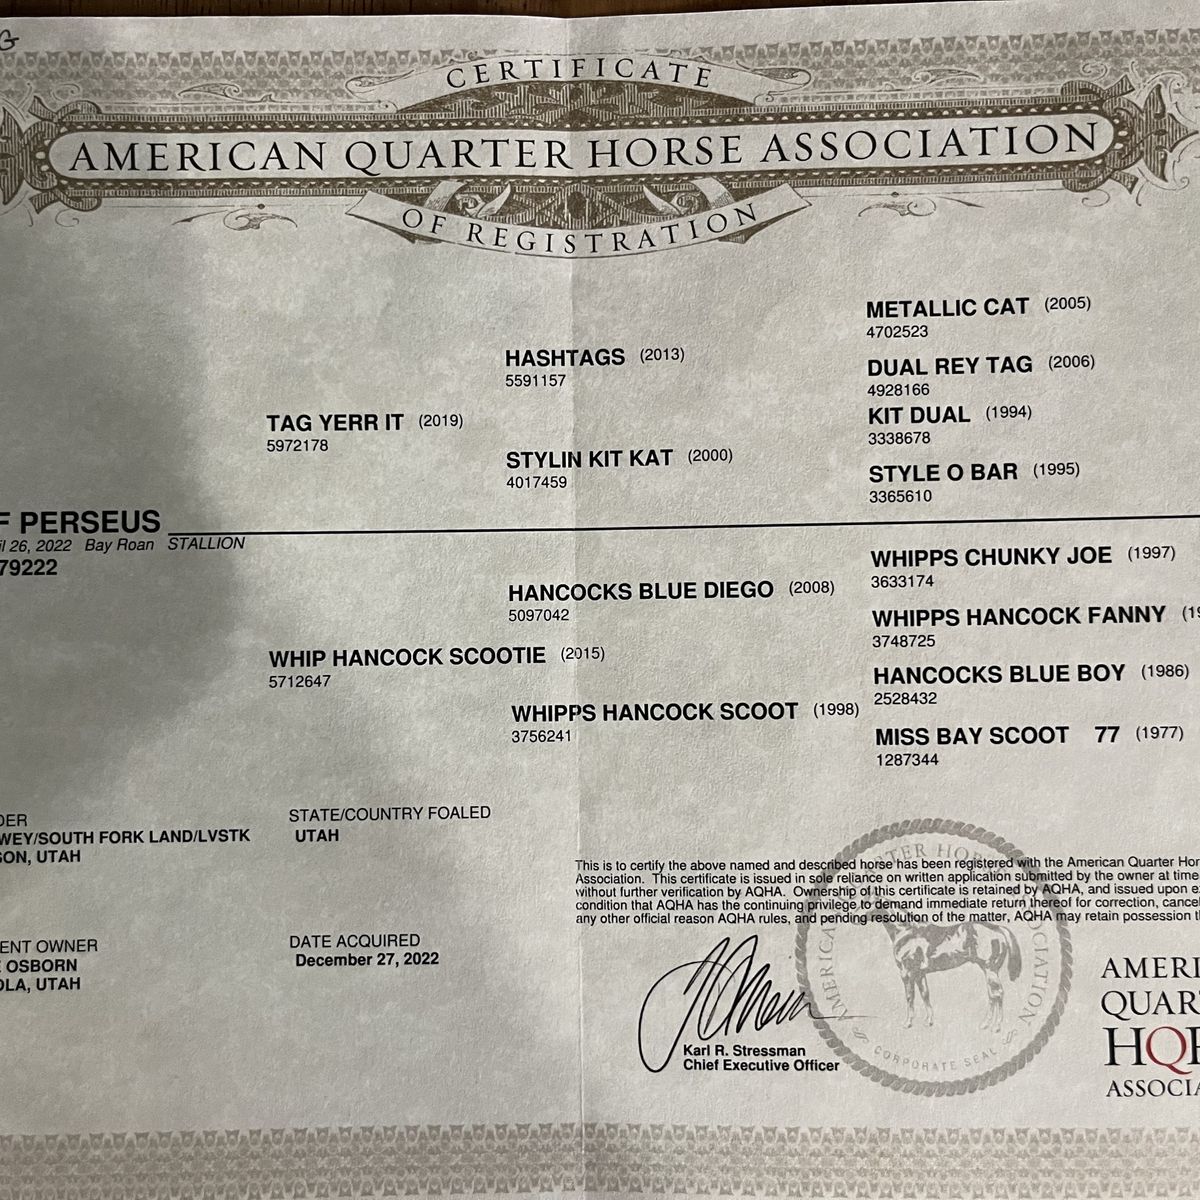 G
CERTIFICATE
AMERICAN QUARTER HORSE ASSOCIATION
OF REGISTRATION
METALLIC CAT (2005)
4702523
HASHTAGS (2013)
5591157
DUAL REY TAG (2006)
4928166
TAG YERR IT (2019)
5972178
KIT DUAL (1994)
3338678
STYLIN KIT KAT (2000)
4017459
STYLE O BAR (1995)
3365610
F PERSEUS
il 26, 2022 Bay Roan STALLION
79222
WHIPPS CHUNKY JOE (1997)
3633174
HANCOCKS BLUE DIEGO (2008)
5097042
WHIPPS HANCOCK FANNY (19
3748725
WHIP HANCOCK SCOOTIE (2015)
5712647
HANCOCKS BLUE BOY (1986)
2528432
WHIPPS HANCOCK SCOOT (1998)
3756241
MISS BAY SCOOT 77 (1977)
1287344
DER
WEY/SOUTH FORK LAND/LVSTK
SON, UTAH
STATE/COUNTRY FOALED
UTAH
ENT OWNER
E OSBORN
OLA, UTAH
DATE ACQUIRED
December 27, 2022
This is to certify the above named and described horse has been registered with the American Quarter Hor
Association. This certificate is issued in sole reliance on written application submitted by the owner at time
without further verification by AQHA. Ownership of this certificate is retained by AQHA, and issued upon e
condition that AQHA has the continuing privilege to demand immediate return thereof for correction, cancel
any other official reason AQHA rules, and pending resolution of the matter, AQHA may retain possession t
AMERICAN QUARTER HORSE ASSOCIATION
CORPORATE SEAL
Karl R. Stressman
Chief Executive Officer
AMERI
QUAR
HQR
ASSOCIA